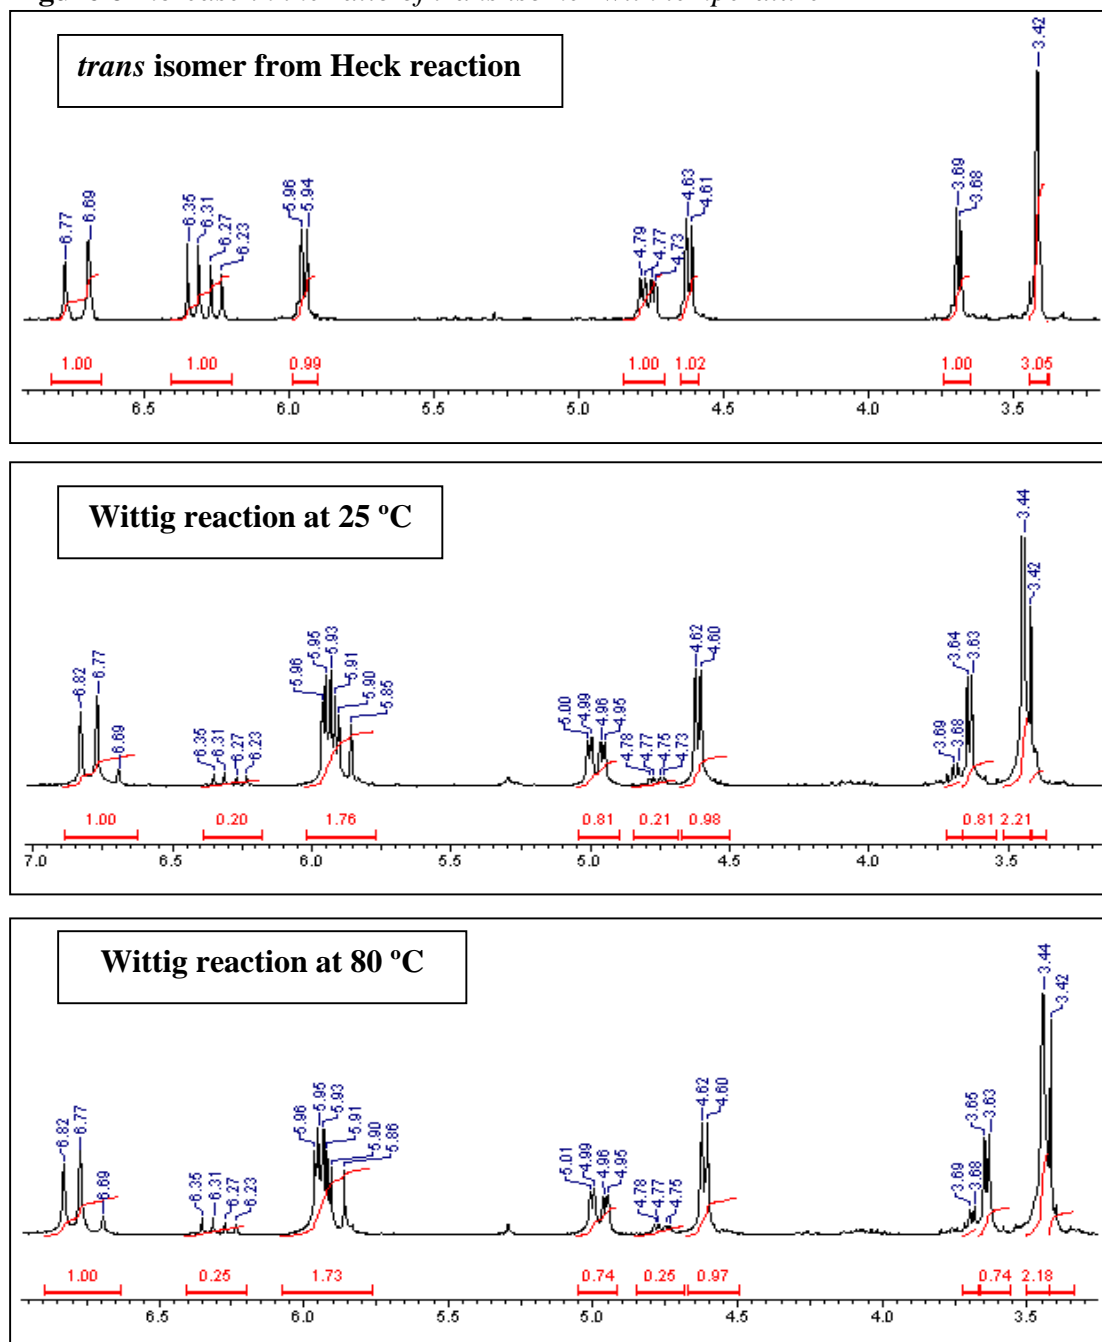 trans isomer from Heck reaction
6.77 6.69 6.35 6.31 6.27 6.23 5.96 5.94 4.79 4.77 4.73 4.63 4.61 3.69 3.68 3.42
1.00 1.00 0.99 1.00 1.02 1.00 3.05
6.5 6.0 5.5 5.0 4.5 4.0 3.5
Wittig reaction at 25 ºC
6.82 6.77 6.69 6.35 6.31 6.27 6.23 5.96 5.95 5.93 5.91 5.90 5.85 5.00 4.99 4.96 4.95 4.78 4.77 4.75 4.73 4.62 4.60 3.69 3.68 3.64 3.63 3.44 3.42
1.00 0.20 1.76 0.81 0.21 0.98 0.81 2.21
7.0 6.5 6.0 5.5 5.0 4.5 4.0 3.5
Wittig reaction at 80 ºC
6.82 6.77 6.69 6.35 6.31 6.27 6.23 5.96 5.95 5.93 5.91 5.90 5.86 5.01 4.99 4.96 4.95 4.78 4.77 4.75 4.62 4.60 3.69 3.68 3.65 3.63 3.44 3.42
1.00 0.25 1.73 0.74 0.25 0.97 0.74 2.18
6.5 6.0 5.5 5.0 4.5 4.0 3.5